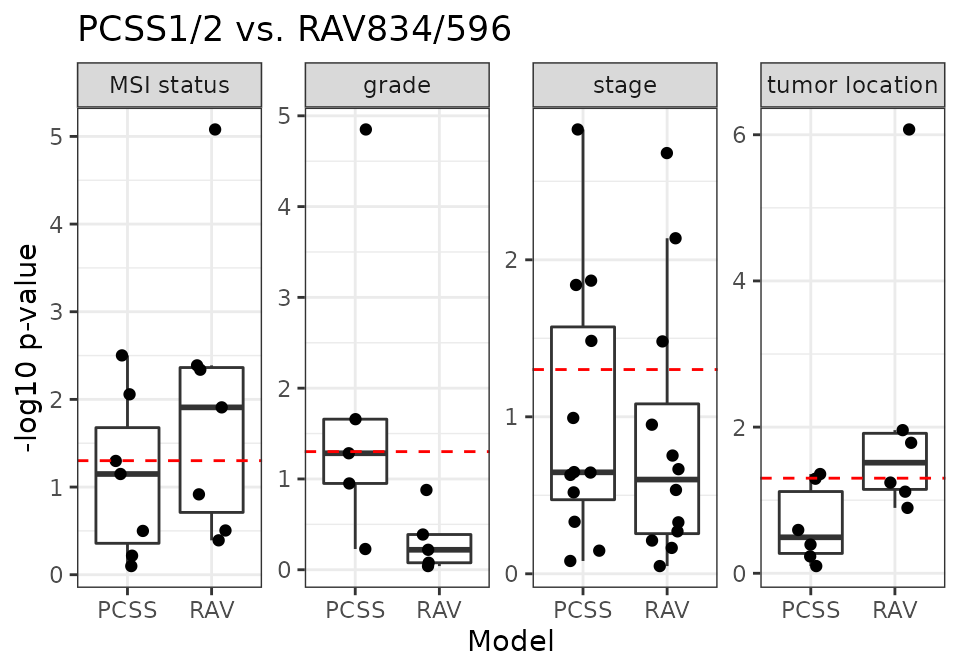 PCSS1/2 vs. RAV834/596
MSI status
grade
stage
tumor location
-log10 p-value
5
4
3
2
1
0
5
4
3
2
1
0
2
1
0
6
4
2
0
PCSS RAV
PCSS RAV
PCSS RAV
PCSS RAV
Model